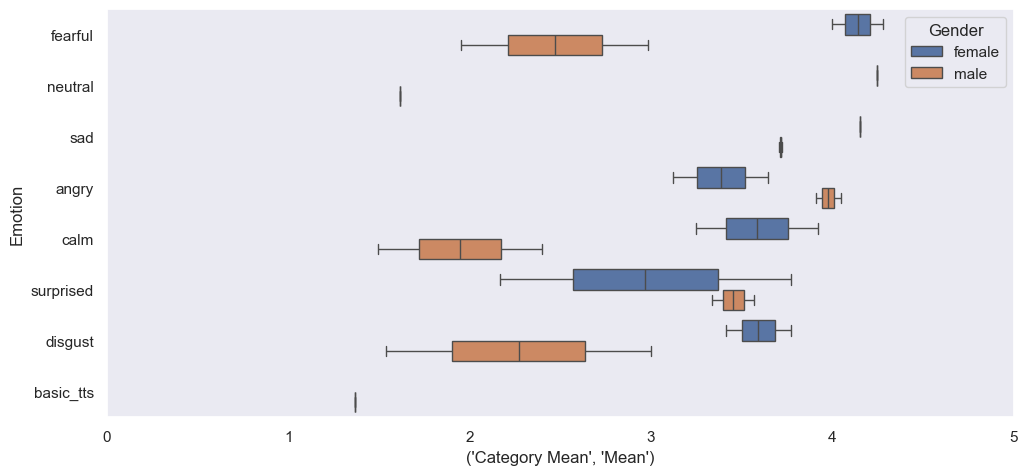 fearful
neutral
sad
angry
calm
surprised
disgust
basic_tts
Emotion
0 1 2 3 4 5
('Category Mean', 'Mean')
Gender
female
male